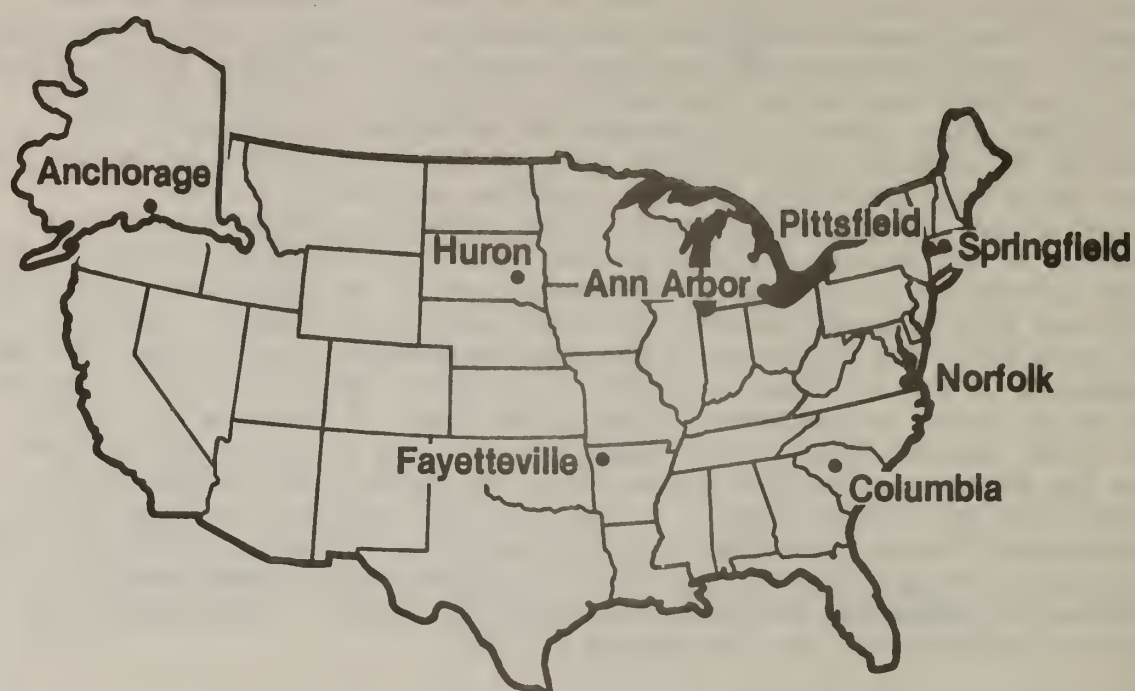 Anchorage
Pittsfield
Huron
Springfield
Ann Arbor
Norfolk
Fayetteville
Columbia